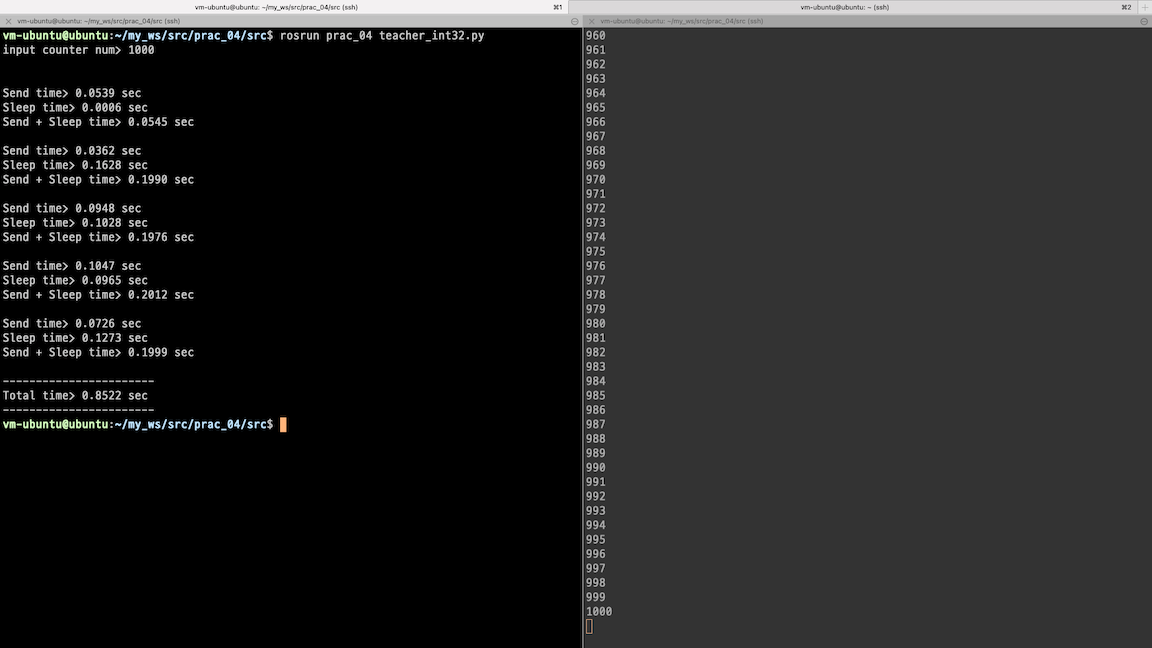 vm-ubuntu@ubuntu: ~/my_ws/src/prac_04/src (ssh)
⌘1
vm-ubuntu@ubuntu: ~ (ssh)
⌘2
vm-ubuntu@ubuntu: ~/my_ws/src/prac_04/src (ssh)
vm-ubuntu@ubuntu: ~/my_ws/src/prac_04/src (ssh)
vm-ubuntu@ubuntu:~/my_ws/src/prac_04/src$ rosrun prac_04 teacher_int32.py
input counter num> 1000
Send time> 0.0539 sec
Sleep time> 0.0006 sec
Send + Sleep time> 0.0545 sec
Send time> 0.0362 sec
Sleep time> 0.1628 sec
Send + Sleep time> 0.1990 sec
Send time> 0.0948 sec
Sleep time> 0.1028 sec
Send + Sleep time> 0.1976 sec
Send time> 0.1047 sec
Sleep time> 0.0965 sec
Send + Sleep time> 0.2012 sec
Send time> 0.0726 sec
Sleep time> 0.1273 sec
Send + Sleep time> 0.1999 sec
-----------------------
Total time> 0.8522 sec
-----------------------
vm-ubuntu@ubuntu:~/my_ws/src/prac_04/src$
960
961
962
963
964
965
966
967
968
969
970
971
972
973
974
975
976
977
978
979
980
981
982
983
984
985
986
987
988
989
990
991
992
993
994
995
996
997
998
999
1000